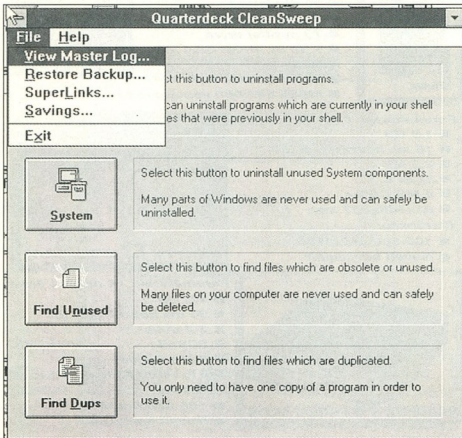 Quarterdeck CleanSweep
File Help
View Master Log...
Restore Backup...
SuperLinks...
Savings...
Exit
this button to uninstall programs.
can uninstall programs which are currently in your shell
that were previously in your shell.
System
Select this button to uninstall unused System components.
Many parts of Windows are never used and can safely be
uninstalled.
Find Unused
Select this button to find files which are obsolete or unused.
Many files on your computer are never used and can safely
be deleted.
Find Dups
Select this button to find files which are duplicated.
You only need to have one copy of a program in order to
use it.